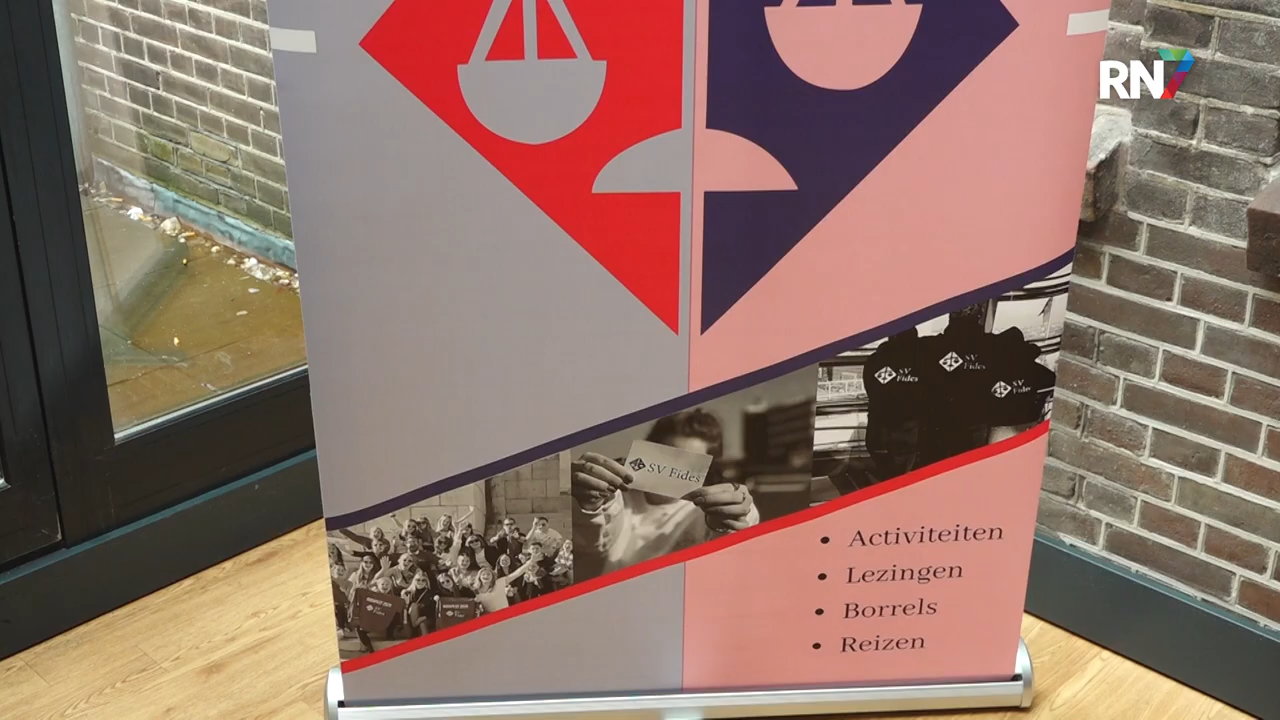 RN7
SV
Fides
SV
Fides
SV
Fides
SV Fides
• Activiteiten
• Lezingen
• Borrels
• Reizen